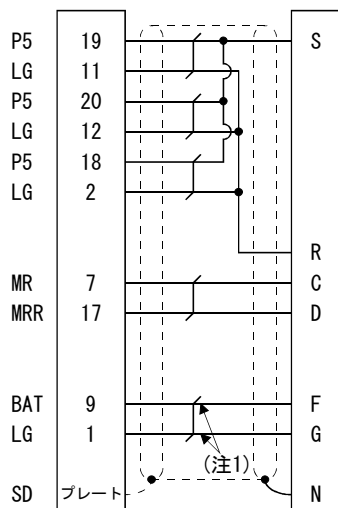 P5 19 S
LG 11
P5 20
LG 12
P5 18
LG 2
R
MR 7 C
MRR 17 D
BAT 9 F
LG 1 G
(注1)
SD プレート N